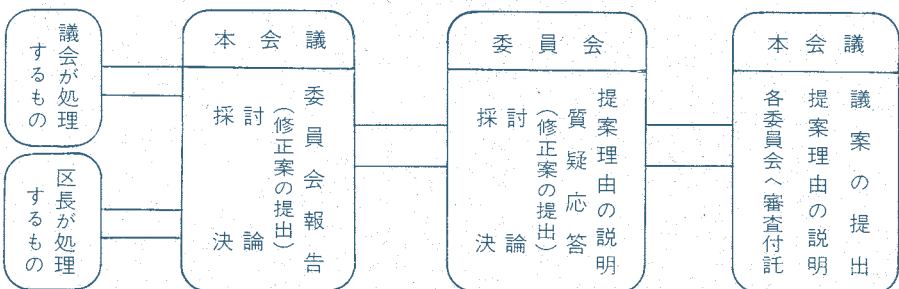 本会議
議案の提出
提案理由の説明
各委員会へ審査付託
委員会
提案理由の説明
質疑応答
(修正案の提出)
討論
採決
本会議
委員会報告
(修正案の提出)
討論
採決
議会が処理
するもの
区長が処理
するもの